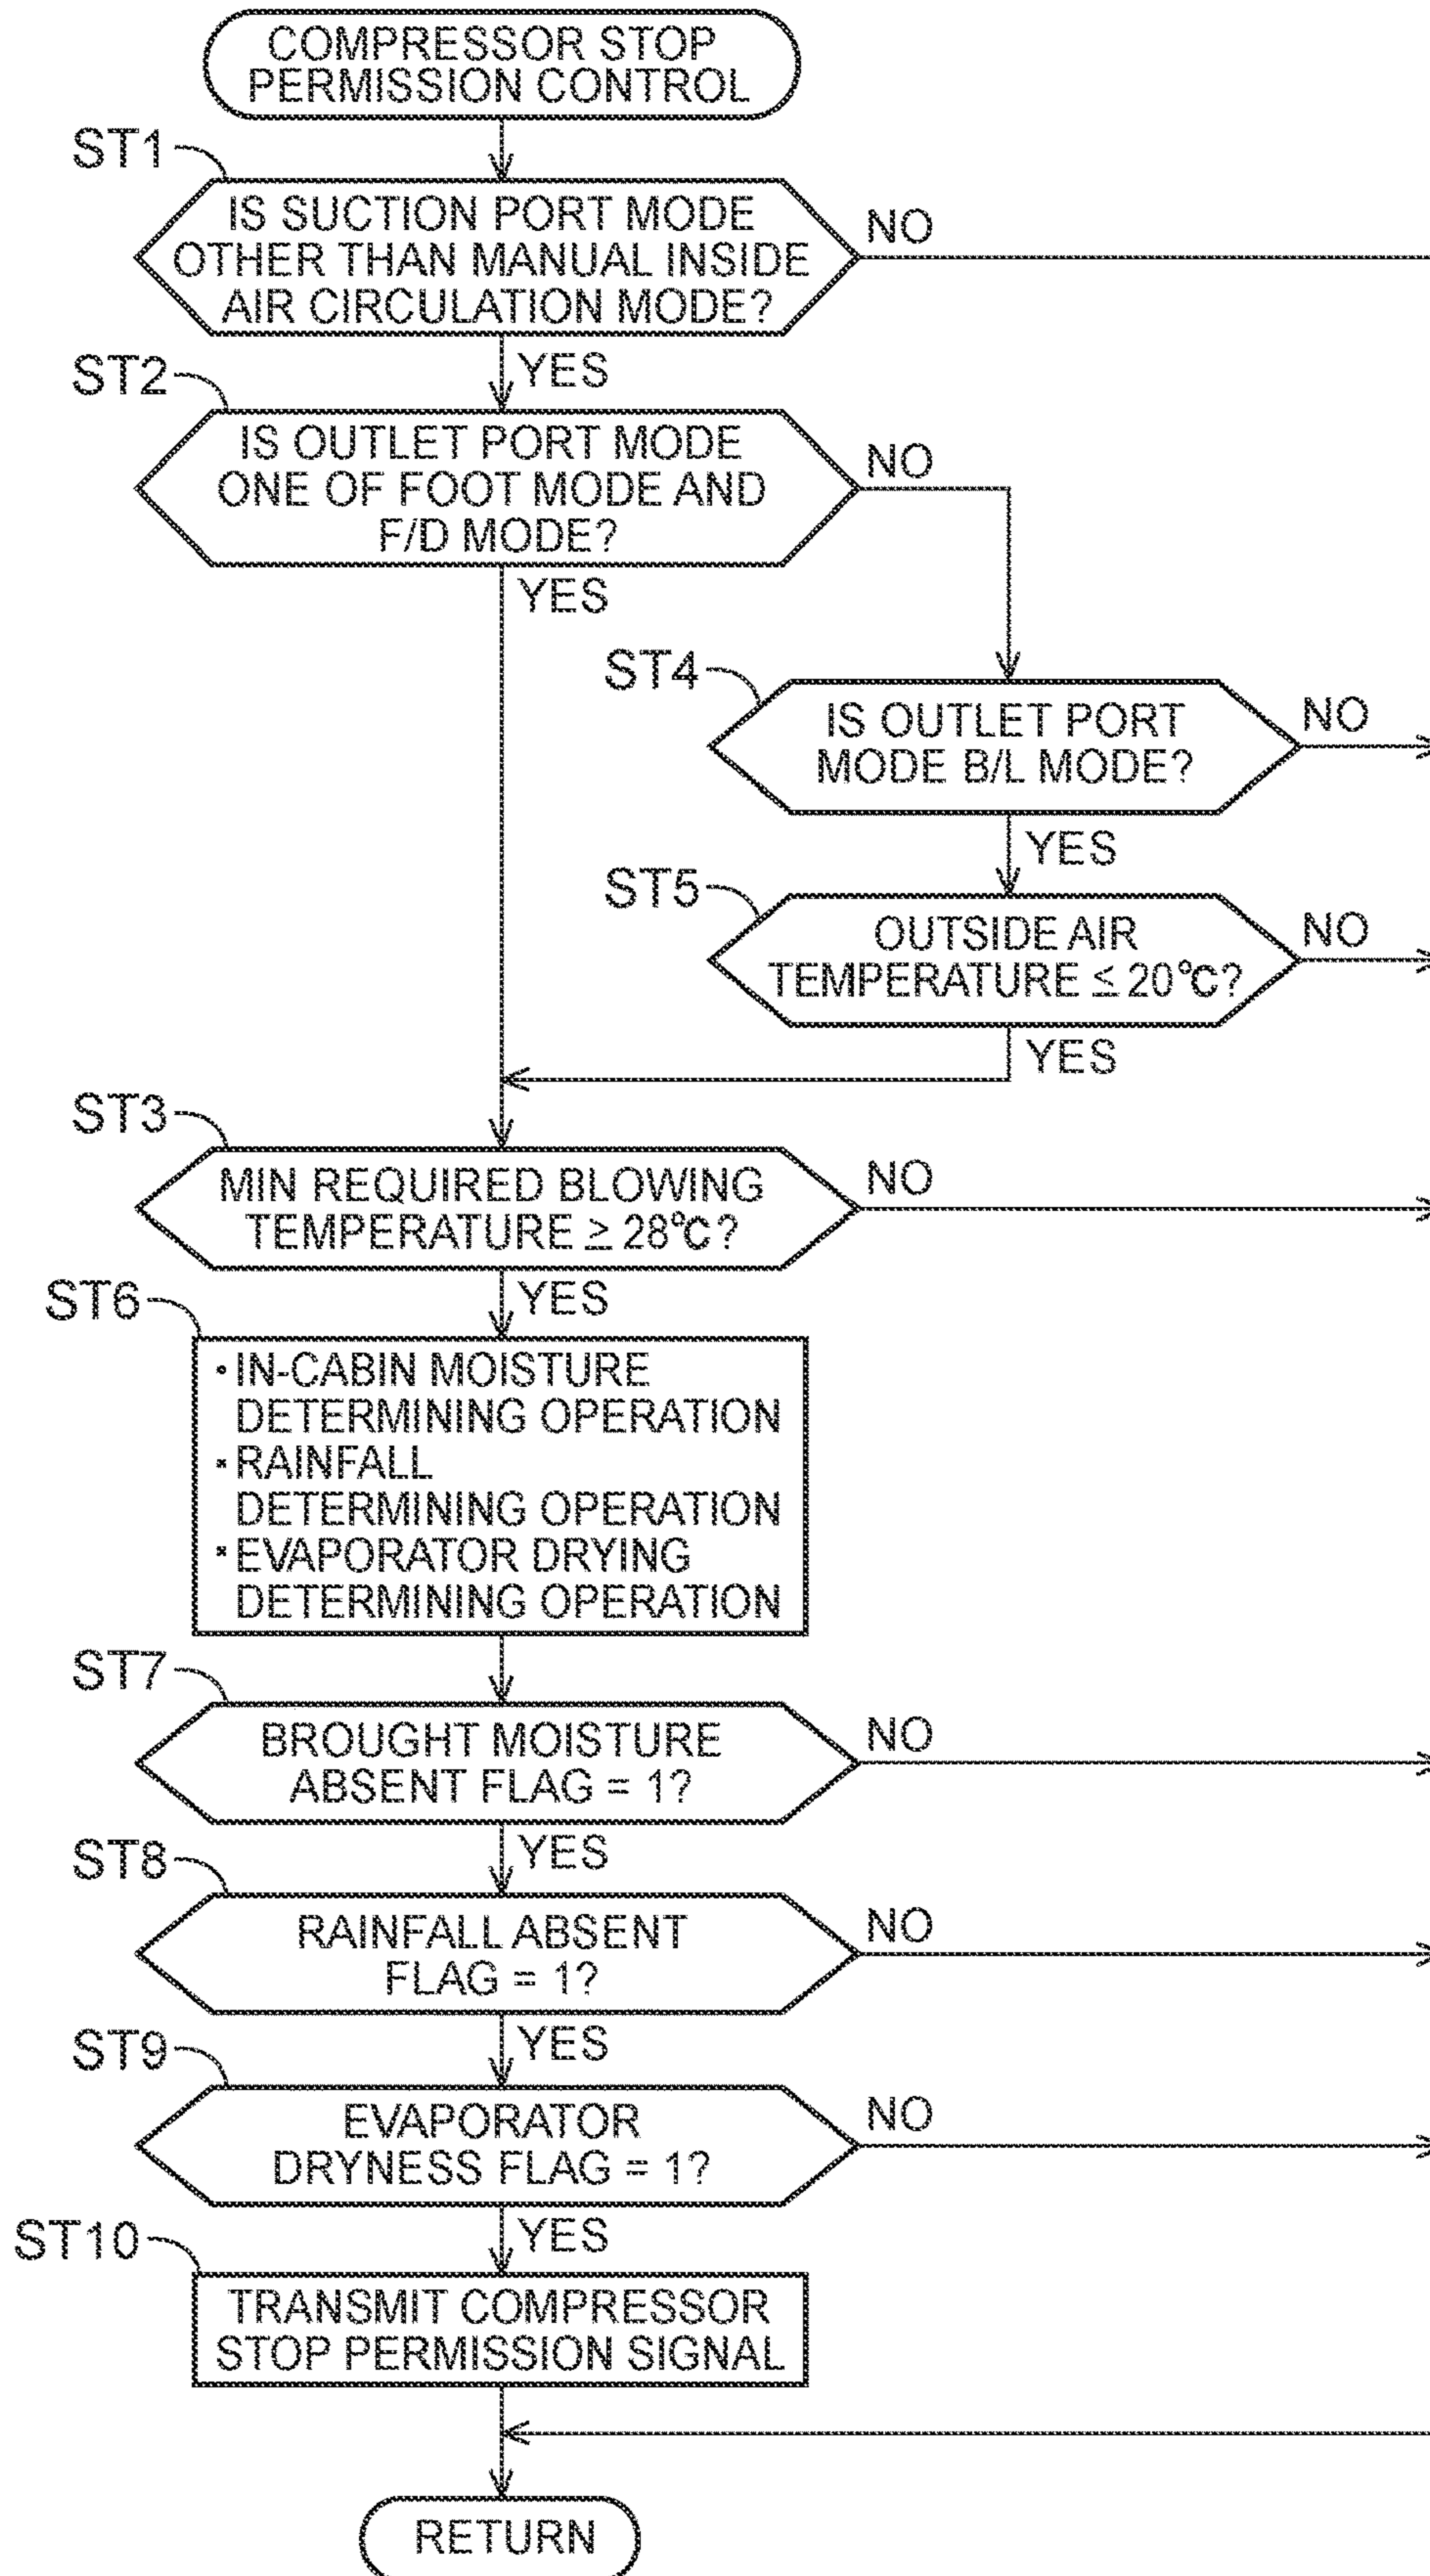 COMPRESSOR STOP
PERMISSION CONTROL
ST1
IS SUCTION PORT MODE
OTHER THAN MANUAL INSIDE
AIR CIRCULATION MODE?
NO
YES
ST2
IS OUTLET PORT MODE
ONE OF FOOT MODE AND
F/D MODE?
NO
YES
ST4
IS OUTLET PORT
MODE B/L MODE?
NO
YES
ST5
OUTSIDE AIR
TEMPERATURE ≤ 20°C?
NO
YES
ST3
MIN REQUIRED BLOWING
TEMPERATURE ≥ 28°C?
NO
YES
ST6
• IN-CABIN MOISTURE
DETERMINING OPERATION
• RAINFALL
DETERMINING OPERATION
• EVAPORATOR DRYING
DETERMINING OPERATION
ST7
BROUGHT MOISTURE
ABSENT FLAG = 1?
NO
YES
ST8
RAINFALL ABSENT
FLAG = 1?
NO
YES
ST9
EVAPORATOR
DRYNESS FLAG = 1?
NO
YES
ST10
TRANSMIT COMPRESSOR
STOP PERMISSION SIGNAL
RETURN